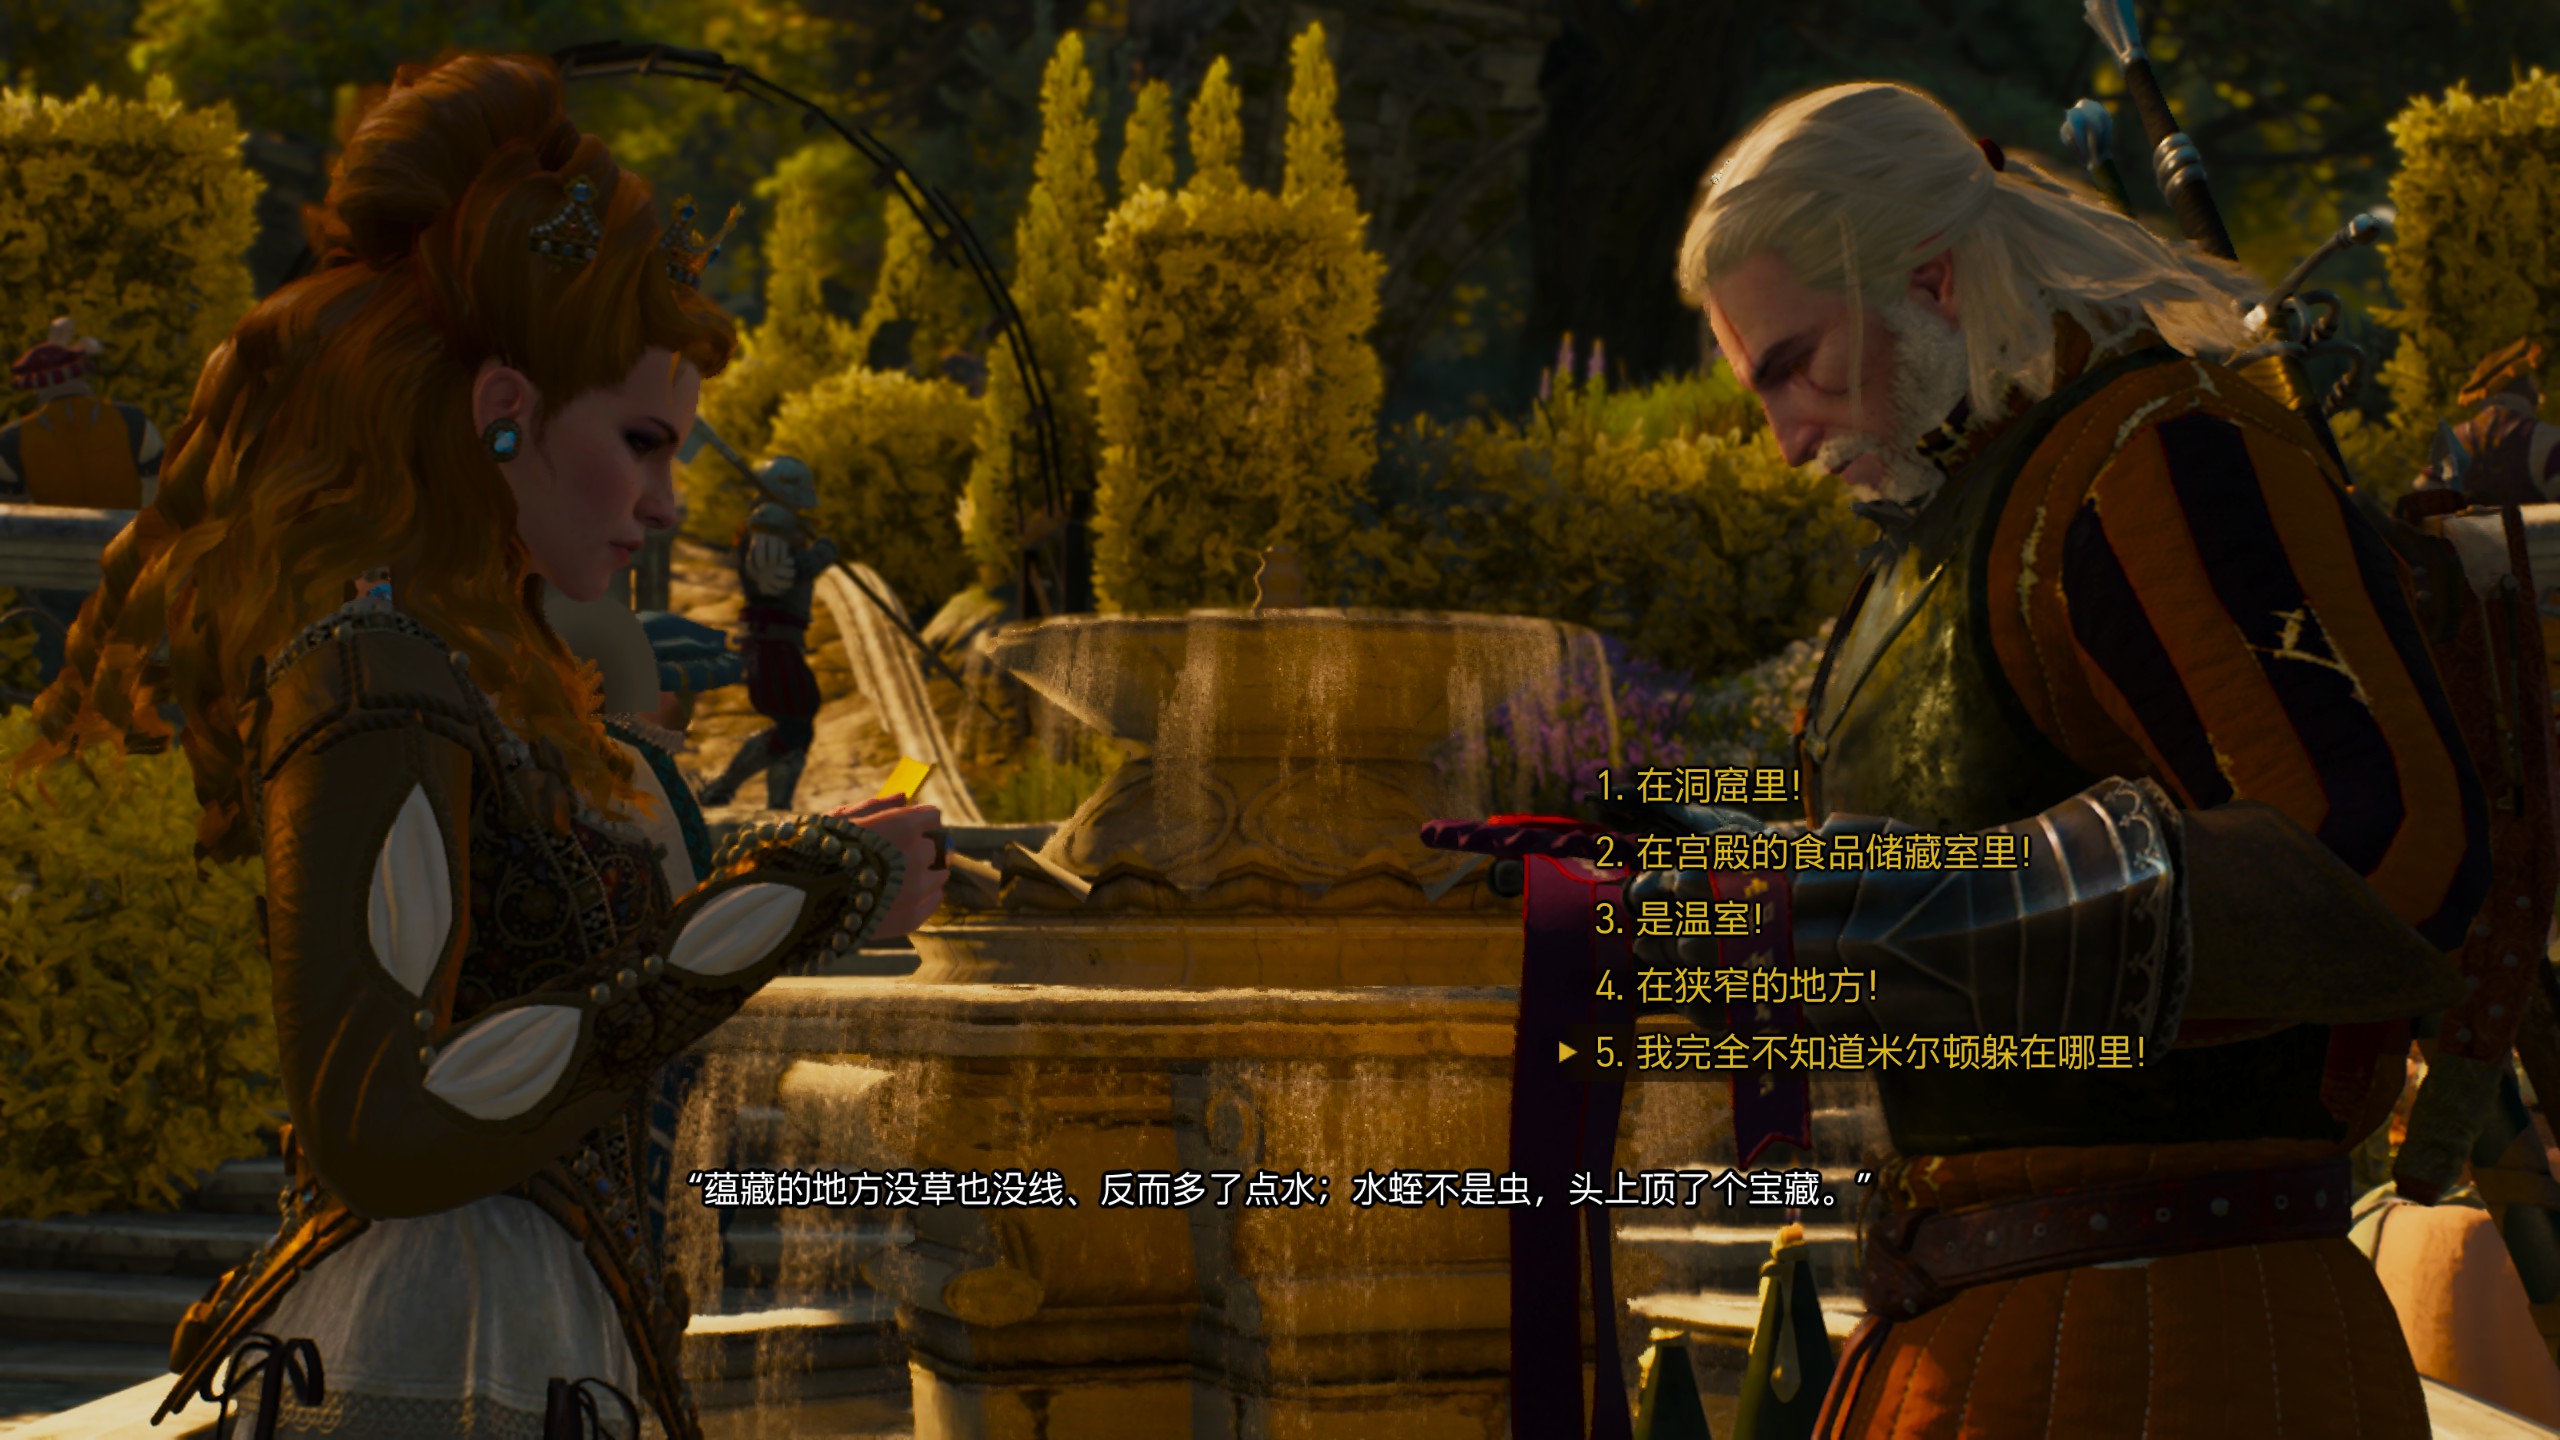 1. 在洞窟里！
2. 在宫殿的食品储藏室里！
3. 是温室！
4. 在狭窄的地方！
5. 我完全不知道米尔顿躲在哪里！
“蕴藏的地方没草也没线、反而多了点水；水蛭不是虫，头上顶了个宝藏。”